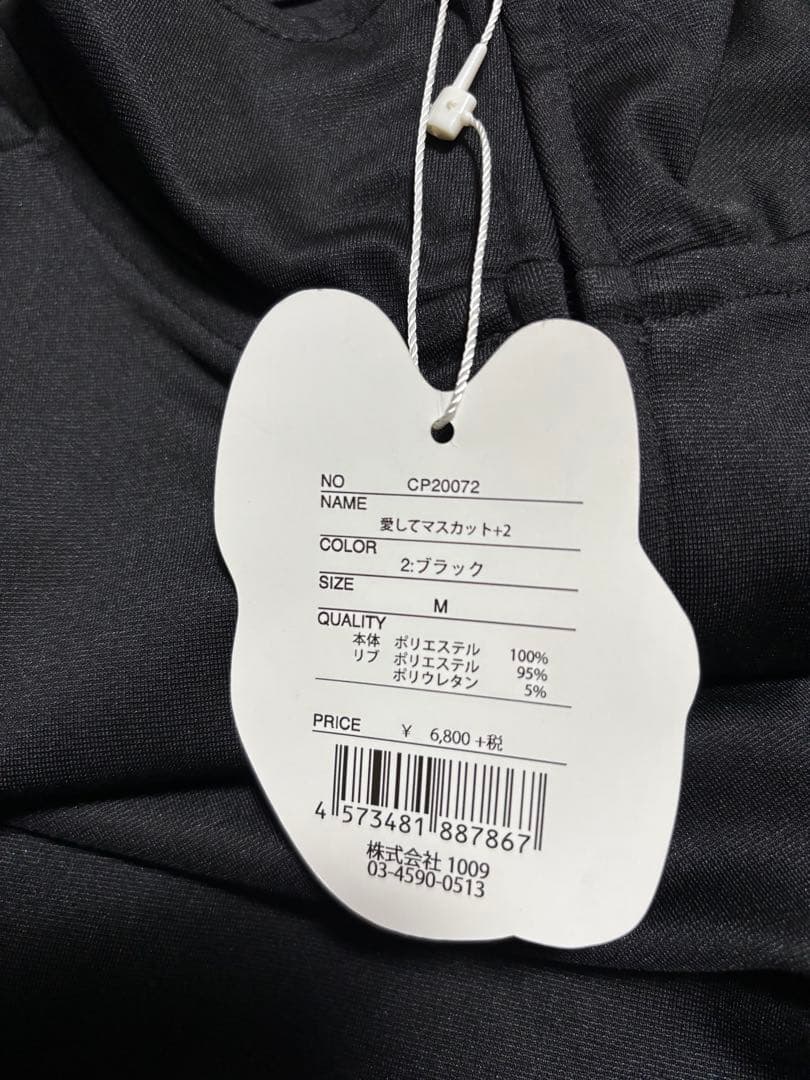 NO CP20072
NAME
愛してマスカット+2
COLOR
2:ブラック
SIZE
M
QUALITY
本体 ポリエステル 100%
リブ ポリエステル 95%
ポリウレタン 5%
PRICE ¥ 6,800 +税
4 573481 887867
株式会社 1009
03-4590-0513